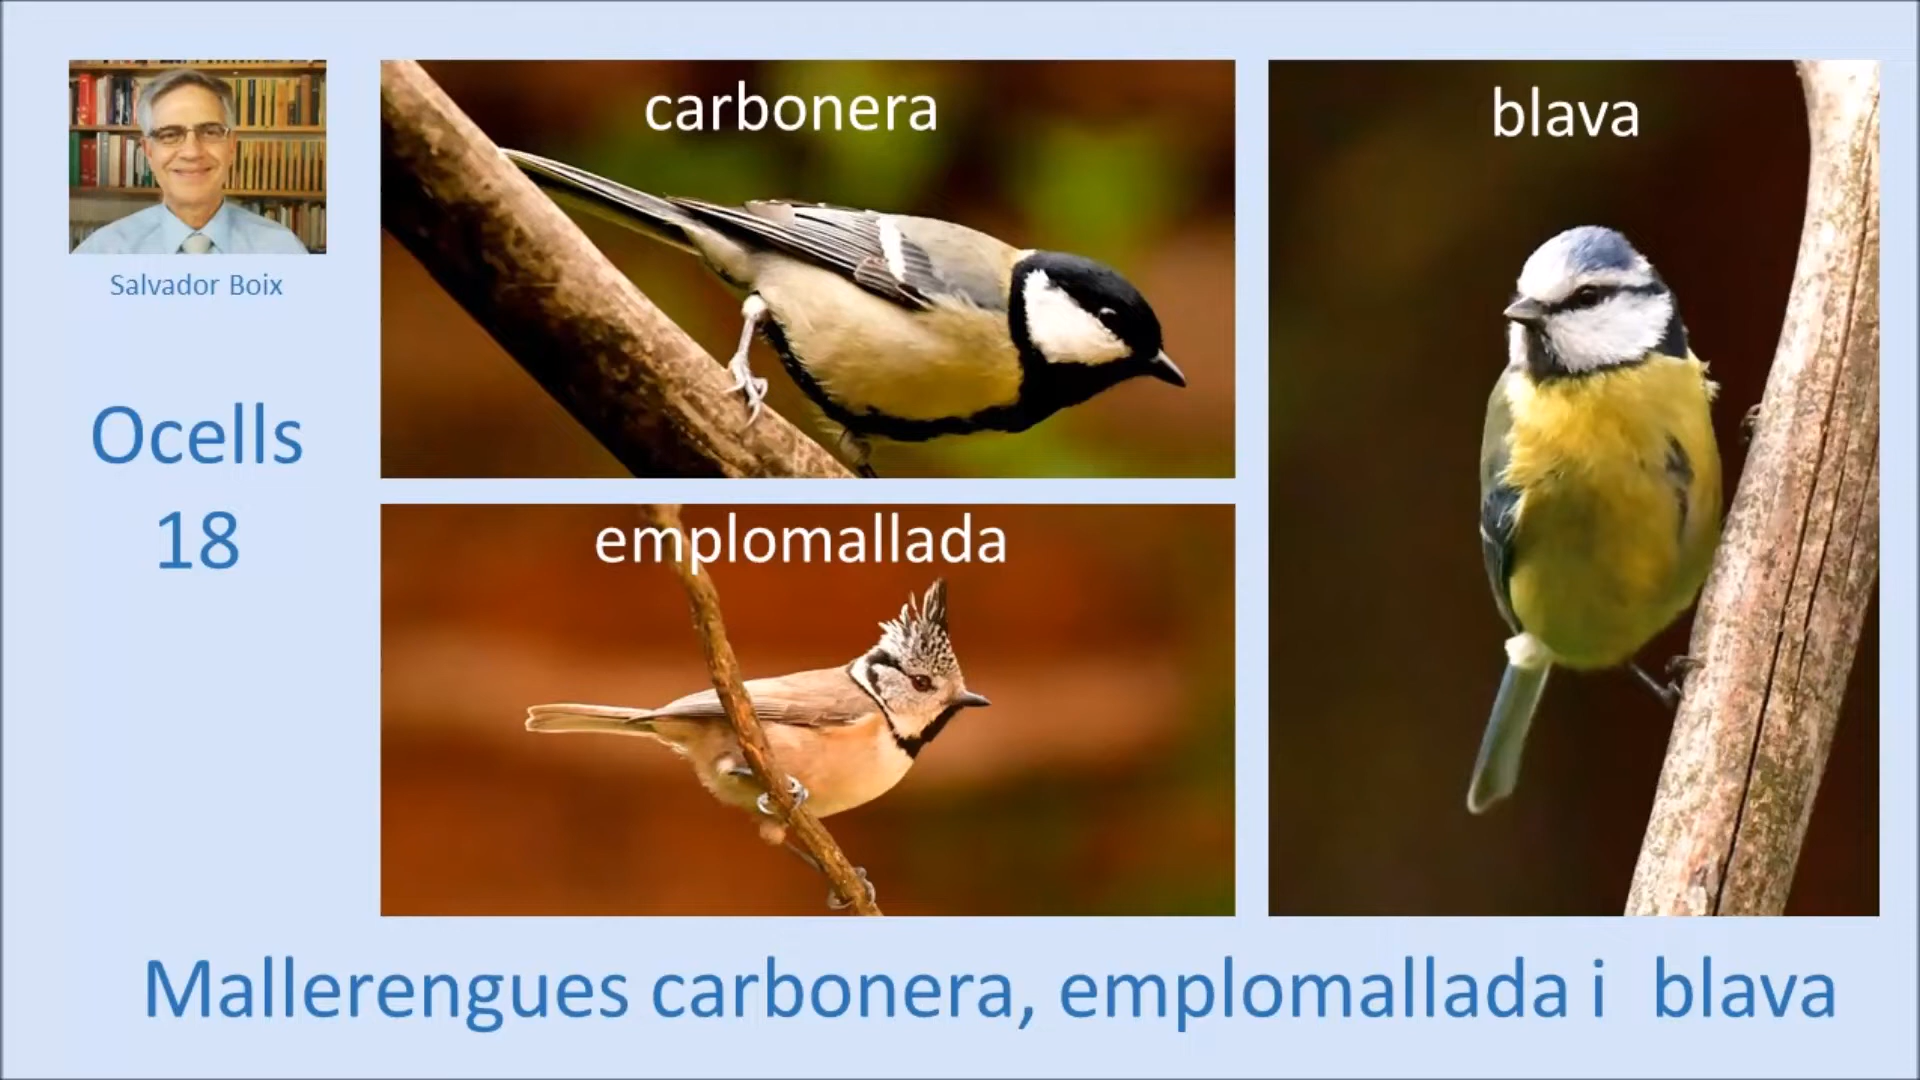 Salvador Boix
Ocells
18
carbonera
emplomallada
blava
Mallerengues carbonera, emplomallada i blava